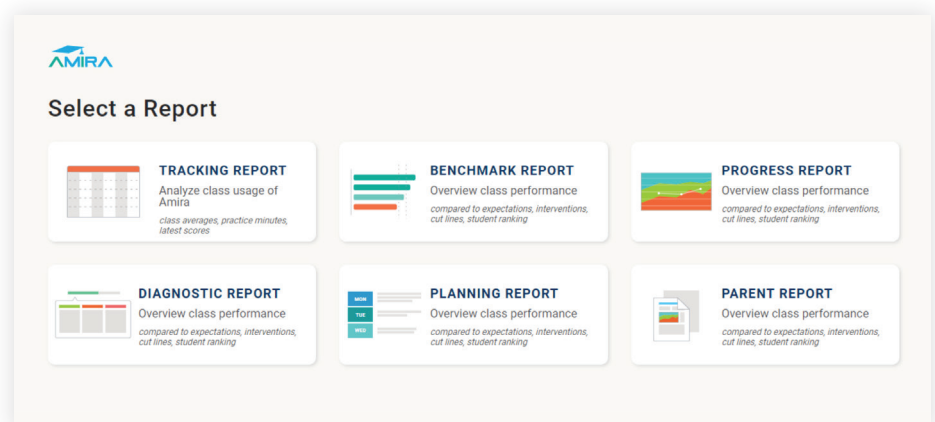 AMIRA
Select a Report
TRACKING REPORT
Analyze class usage of
Amira
class averages, practice minutes,
latest scores
BENCHMARK REPORT
Overview class performance
compared to expectations, interventions,
cut lines, student ranking
PROGRESS REPORT
Overview class performance
compared to expectations, interventions,
cut lines, student ranking
DIAGNOSTIC REPORT
Overview class performance
compared to expectations, interventions,
cut lines, student ranking
MON
TUE
WED
PLANNING REPORT
Overview class performance
compared to expectations, interventions,
cut lines, student ranking
PARENT REPORT
Overview class performance
compared to expectations, interventions,
cut lines, student ranking